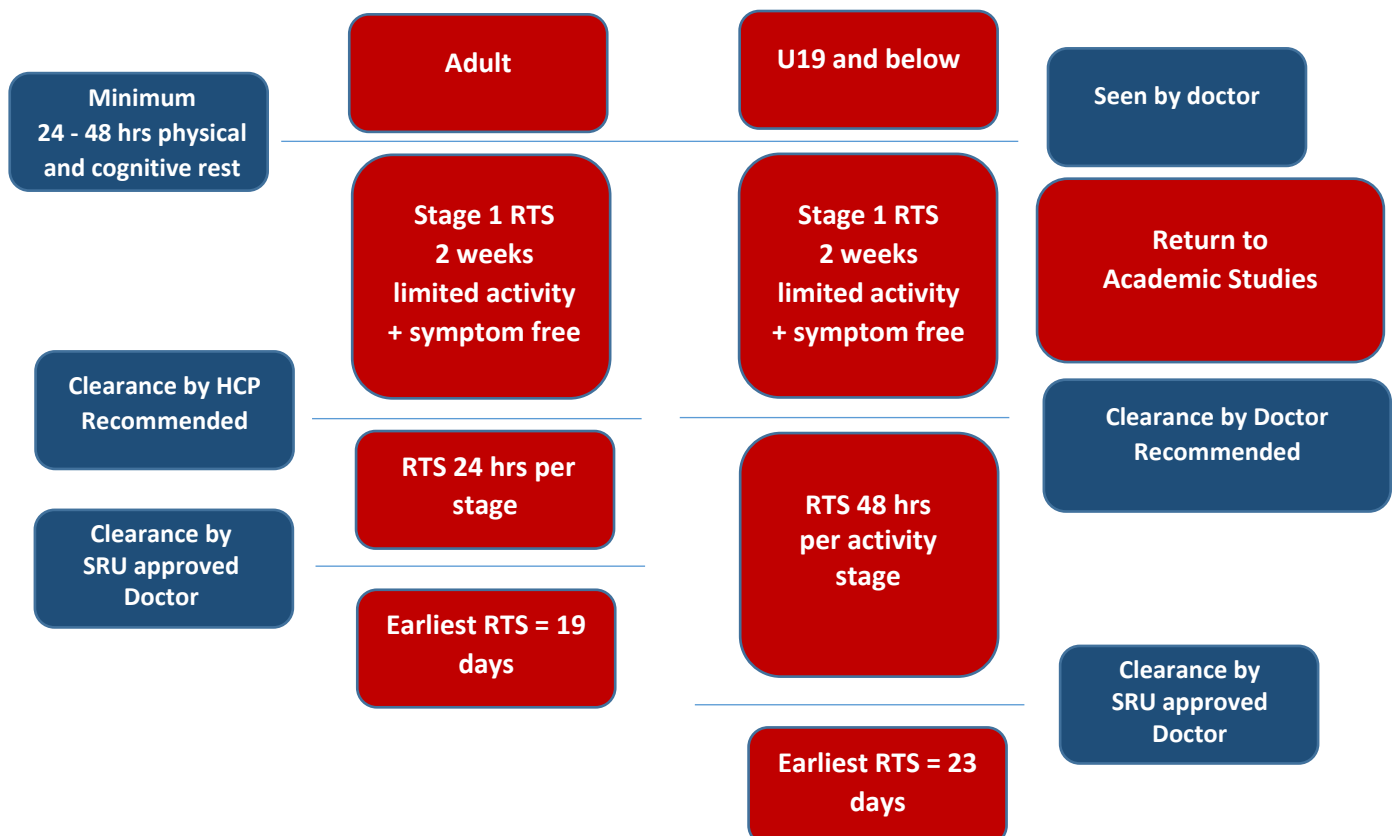 Adult
U19 and below
Minimum
24 - 48 hrs physical
and cognitive rest
Seen by doctor
Stage 1 RTS
2 weeks
limited activity
+ symptom free
Stage 1 RTS
2 weeks
limited activity
+ symptom free
Return to
Academic Studies
Clearance by HCP
Recommended
Clearance by Doctor
Recommended
RTS 24 hrs per
stage
RTS 48 hrs
per activity
stage
Clearance by
SRU approved
Doctor
Earliest RTS = 19
days
Clearance by
SRU approved
Doctor
Earliest RTS = 23
days